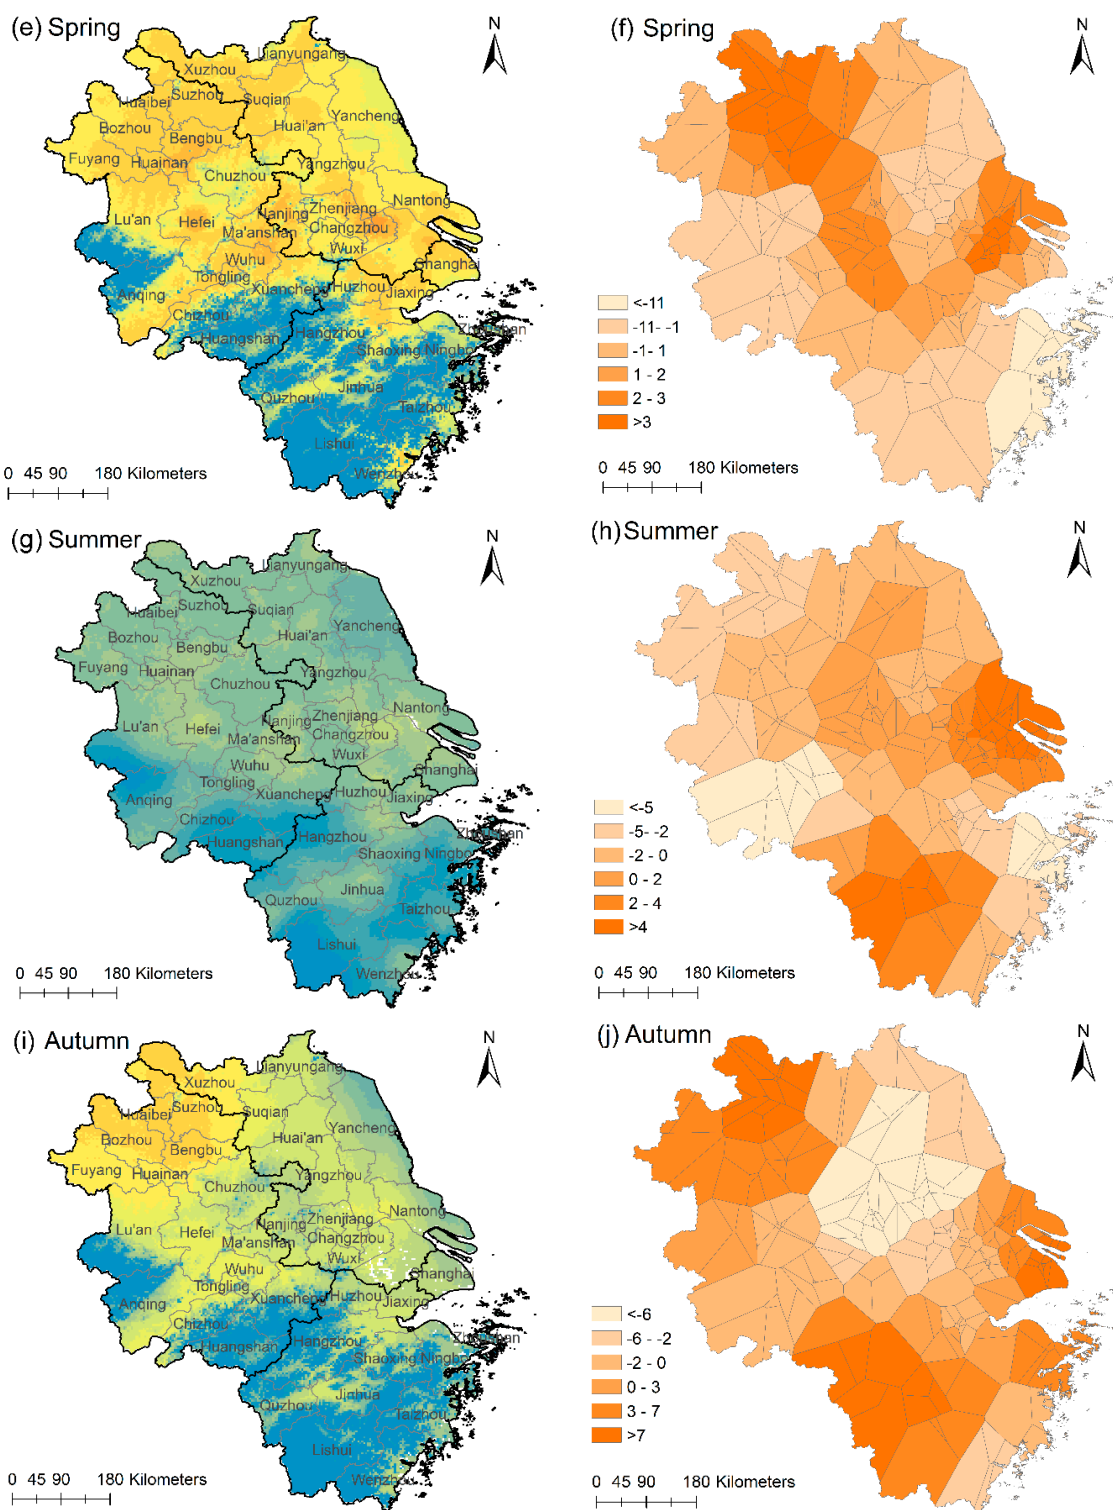 (e) Spring
N
Lianyungang
Xuzhou
Suzhou
Huaibei
Suqian
Yancheng
Bozhou
Huai'an
Bengbu
Fuyang
Huainan
Yangzhou
Chuzhou
Nantong
Lu'an
Nanjing
Zhenjiang
Hefei
Changzhou
Ma'anshan
Wuxi
Wuhu
Shanghai
Tongling
Xuancheng
Huzhou
Jiaxing
Anqing
Chizhou
Hangzhou
Huangshan
Shaoxing
Ningbo
Jinhua
Quzhou
Taizhou
Lishui
Wenzhou
0 45 90 180 Kilometers
(f) Spring
N
<-11
-11- -1
-1- 1
1 - 2
2 - 3
>3
0 45 90 180 Kilometers
(g) Summer
N
Lianyungang
Xuzhou
Suzhou
Huaibei
Suqian
Yancheng
Bozhou
Huai'an
Bengbu
Fuyang
Huainan
Yangzhou
Chuzhou
Nantong
Lu'an
Nanjing
Zhenjiang
Hefei
Changzhou
Ma'anshan
Wuxi
Wuhu
Shanghai
Tongling
Xuancheng
Huzhou
Jiaxing
Anqing
Chizhou
Hangzhou
Huangshan
Shaoxing
Ningbo
Jinhua
Quzhou
Taizhou
Lishui
Wenzhou
0 45 90 180 Kilometers
(h) Summer
N
<-5
-5- -2
-2 - 0
0 - 2
2 - 4
>4
0 45 90 180 Kilometers
(i) Autumn
N
Lianyungang
Xuzhou
Suzhou
Huaibei
Suqian
Yancheng
Bozhou
Huai'an
Bengbu
Fuyang
Huainan
Yangzhou
Chuzhou
Nantong
Lu'an
Nanjing
Zhenjiang
Hefei
Changzhou
Ma'anshan
Wuxi
Wuhu
Shanghai
Tongling
Xuancheng
Huzhou
Jiaxing
Anqing
Chizhou
Hangzhou
Huangshan
Shaoxing
Ningbo
Jinhua
Quzhou
Taizhou
Lishui
Wenzhou
0 45 90 180 Kilometers
(j) Autumn
N
<-6
-6 - -2
-2 - 0
0 - 3
3 - 7
>7
0 45 90 180 Kilometers